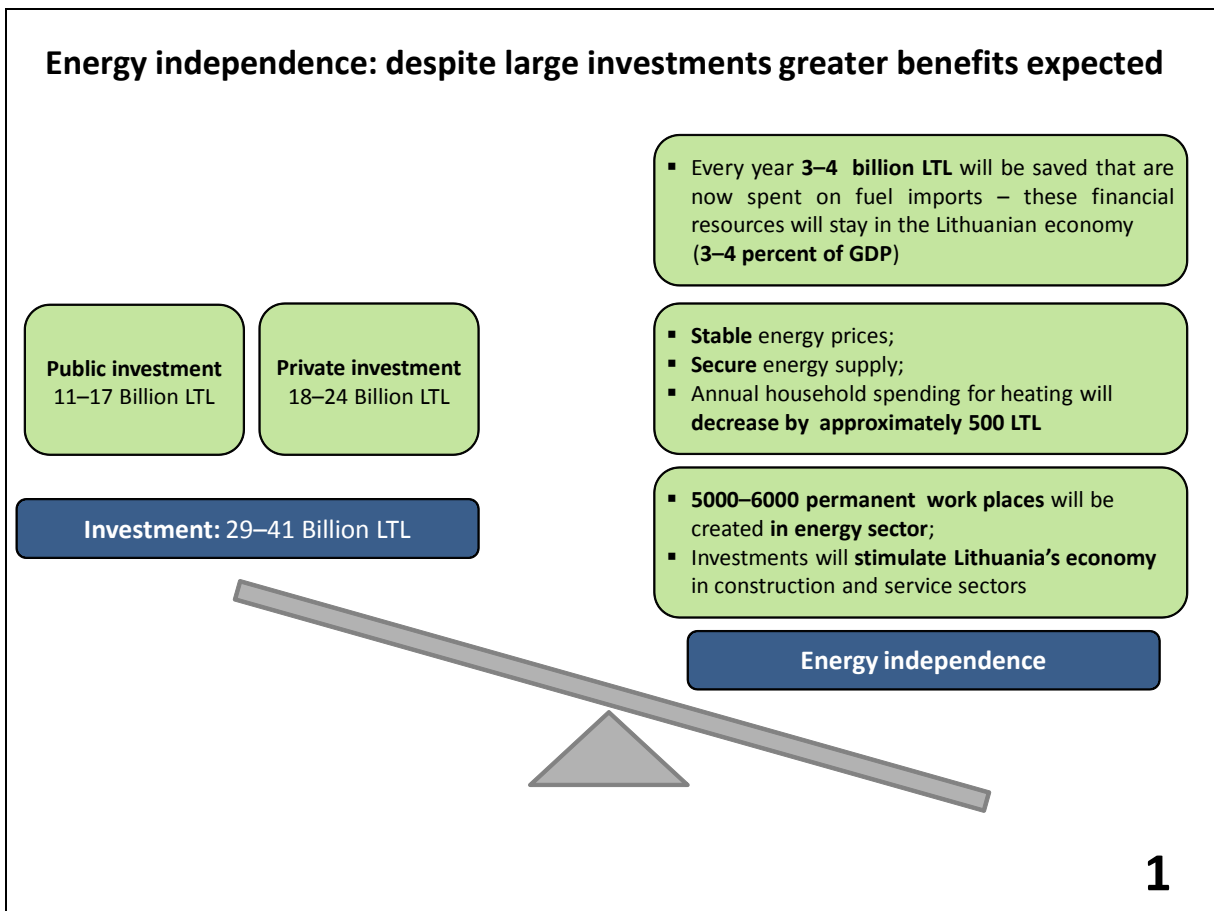 Energy independence: despite large investments greater benefits expected
Public investment
11–17 Billion LTL
Private investment
18–24 Billion LTL
Investment: 29–41 Billion LTL
▪ Every year 3–4 billion LTL will be saved that are
now spent on fuel imports – these financial
resources will stay in the Lithuanian economy
(3–4 percent of GDP)
▪ Stable energy prices;
▪ Secure energy supply;
▪ Annual household spending for heating will
decrease by approximately 500 LTL
▪ 5000–6000 permanent work places will be
created in energy sector;
▪ Investments will stimulate Lithuania’s economy
in construction and service sectors
Energy independence
1